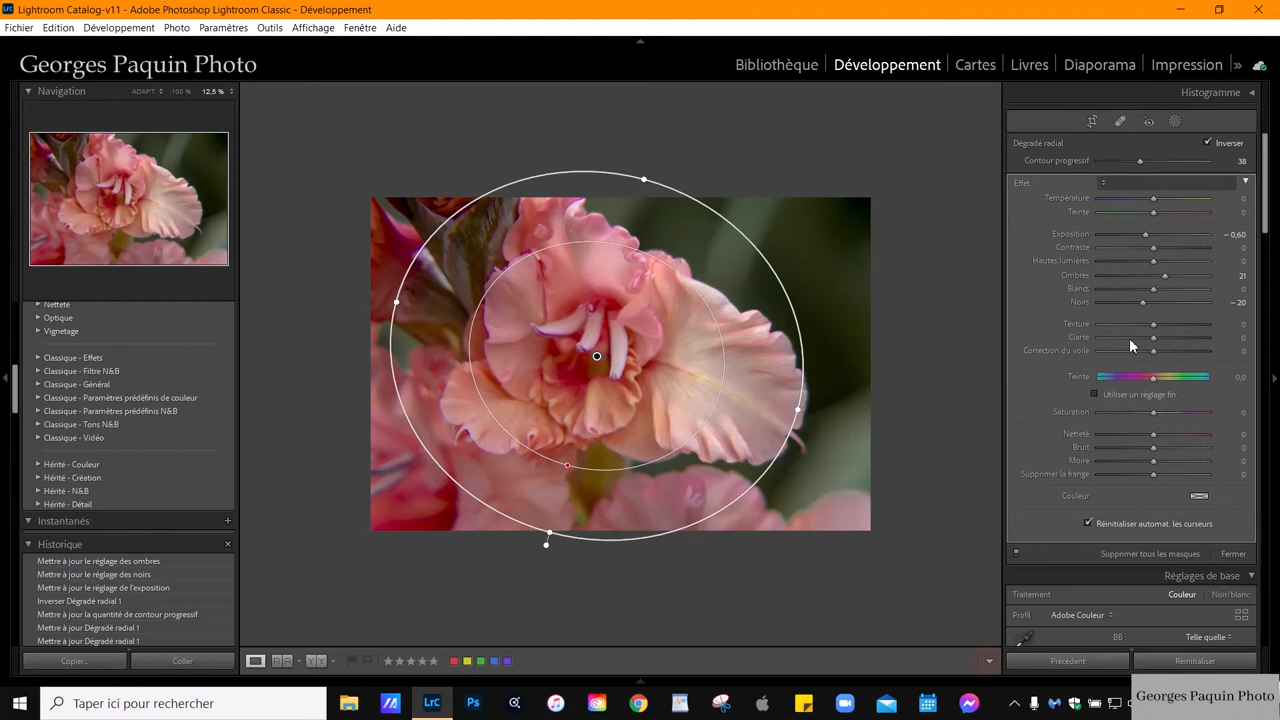 Lightroom Catalog-v11 - Adobe Photoshop Lightroom Classic - Développement
Fichier Edition Développement Photo Paramètres Outils Affichage Fenêtre Aide
Georges Paquin Photo
Bibliothèque Développement Cartes Livres Diaporama Impression »
Navigation ADAPT. 100 % 12,5 %
Netteté
Optique
Vignetage
Classique - Effets
Classique - Filtre N&B
Classique - Général
Classique - Paramètres prédéfinis de couleur
Classique - Paramètres prédéfinis N&B
Classique - Tons N&B
Classique - Vidéo
Hérité - Couleur
Hérité - Création
Hérité - N&B
Hérité - Détail
Instantanés +
Historique
Mettre à jour le réglage des ombres
Mettre à jour le réglage des noirs
Mettre à jour le réglage de l'exposition
Inverser Dégradé radial 1
Mettre à jour la quantité de contour progressif
Mettre à jour Dégradé radial 1
Mettre à jour Dégradé radial 1
Copier... Coller
Histogramme
Dégradé radial Inverser
Contour progressif 38
Effet :
Température 0
Teinte 0
Exposition – 0,60
Contraste 0
Hautes lumières 0
Ombres 21
Blancs 0
Noirs – 20
Texture 0
Clarté 0
Correction du voile 0
Teinte 0,0
Utiliser un réglage fin
Saturation 0
Netteté 0
Bruit 0
Moiré 0
Supprimer la frange 0
Couleur
Réinitialiser automat. les curseurs
Supprimer tous les masques Fermer
Réglages de base
Traitement : Couleur Noir/blanc
Profil : Adobe Couleur
BB : Telle quelle
Précédent Réinitialiser
Taper ici pour rechercher
LrC Ps
Georges Paquin Photo